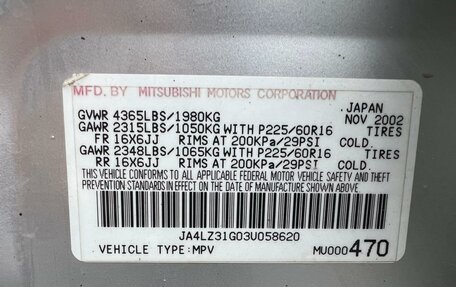 MFD. BY MITSUBISHI MOTORS CORPORATION
GVWR 4365LBS/1980KG JAPAN NOV 2002
GAWR 2315LBS/1050KG WITH P225/60R16 TIRES
FR 16X6JJ RIMS AT 200KPa/29PSI COLD.
GAWR 2348LBS/1065KG WITH P225/60R16 TIRES
RR 16X6JJ RIMS AT 200KPa/29PSI COLD.
THIS VEHICLE CONFORMS TO ALL APPLICABLE FEDERAL MOTOR VEHICLE SAFETY AND THEFT
PREVENTION STANDARDS IN EFFECT ON THE DATE OF MANUFACTURE SHOWN ABOVE.
JA4LZ31G03U058620
VEHICLE TYPE:MPV MU000470